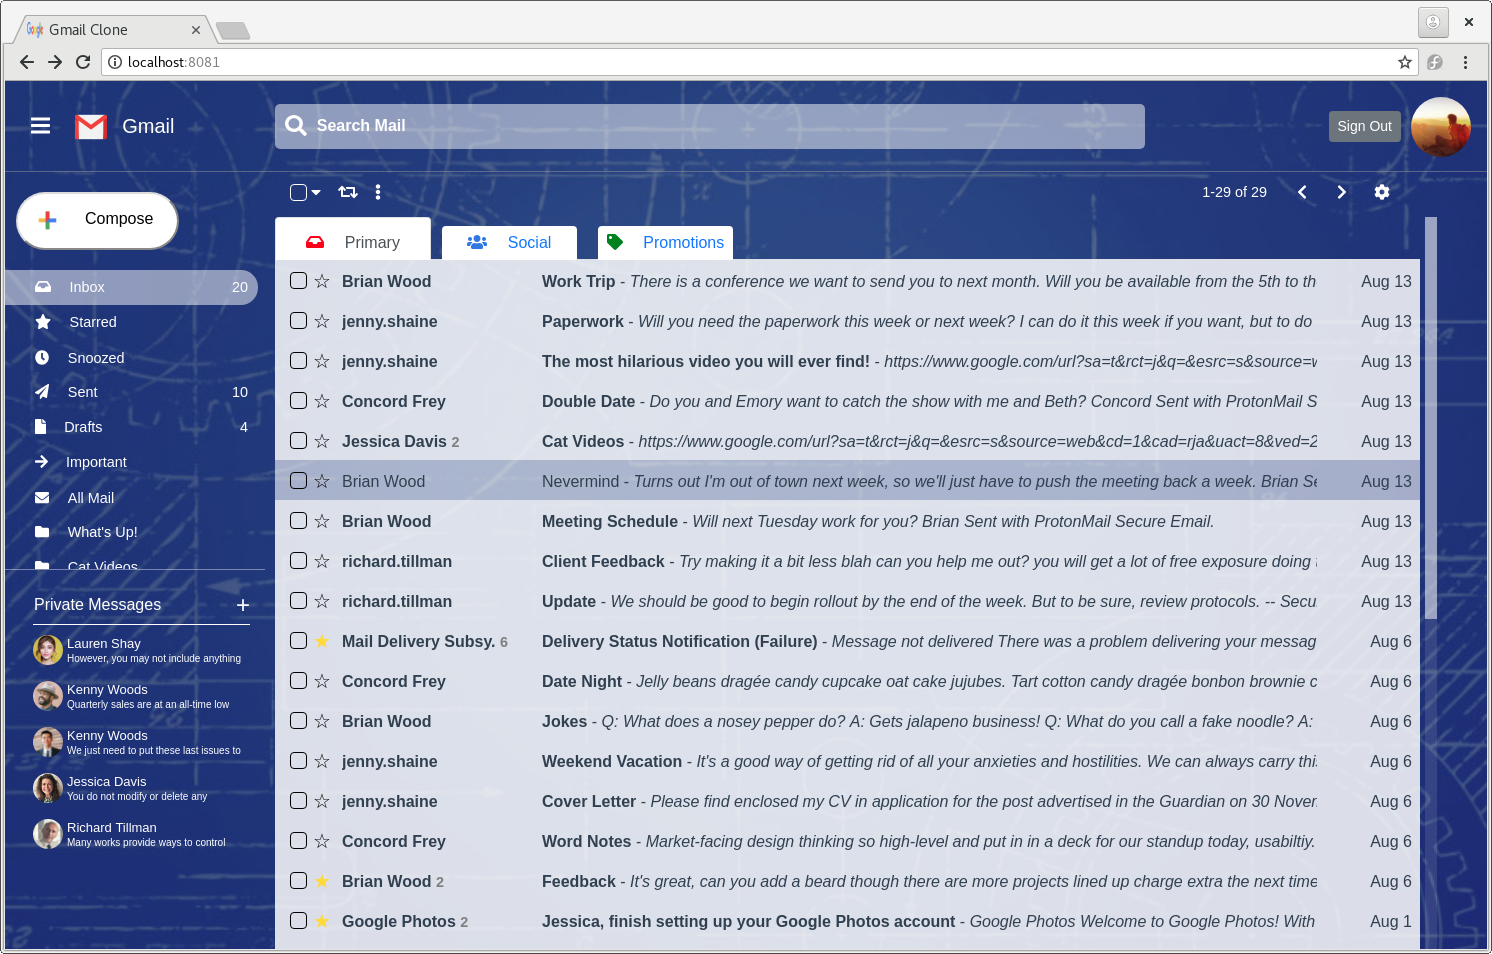 Gmail Clone
localhost:8081
Gmail
Search Mail
Sign Out
1-29 of 29
Compose
Primary
Social
Promotions
Inbox 20
Starred
Snoozed
Sent 10
Drafts 4
Important
All Mail
What's Up!
Cat Videos
Private Messages +
Lauren Shay
However, you may not include anything
Kenny Woods
Quarterly sales are at an all-time low
Kenny Woods
We just need to put these last issues to
Jessica Davis
You do not modify or delete any
Richard Tillman
Many works provide ways to control
Brian Wood Work Trip - There is a conference we want to send you to next month. Will you be available from the 5th to th Aug 13
jenny.shaine Paperwork - Will you need the paperwork this week or next week? I can do it this week if you want, but to do Aug 13
jenny.shaine The most hilarious video you will ever find! - https://www.google.com/url?sa=t&rct=j&q=&esrc=s&source=v Aug 13
Concord Frey Double Date - Do you and Emory want to catch the show with me and Beth? Concord Sent with ProtonMail S Aug 13
Jessica Davis 2 Cat Videos - https://www.google.com/url?sa=t&rct=j&q=&esrc=s&source=web&cd=1&cad=rja&uact=8&ved=2 Aug 13
Brian Wood Nevermind - Turns out I'm out of town next week, so we'll just have to push the meeting back a week. Brian Se Aug 13
Brian Wood Meeting Schedule - Will next Tuesday work for you? Brian Sent with ProtonMail Secure Email. Aug 13
richard.tillman Client Feedback - Try making it a bit less blah can you help me out? you will get a lot of free exposure doing Aug 13
richard.tillman Update - We should be good to begin rollout by the end of the week. But to be sure, review protocols. -- Secu Aug 13
Mail Delivery Subsy. 6 Delivery Status Notification (Failure) - Message not delivered There was a problem delivering your messag Aug 6
Concord Frey Date Night - Jelly beans dragée candy cupcake oat cake jujubes. Tart cotton candy dragée bonbon brownie c Aug 6
Brian Wood Jokes - Q: What does a nosey pepper do? A: Gets jalapeno business! Q: What do you call a fake noodle? A: Aug 6
jenny.shaine Weekend Vacation - It's a good way of getting rid of all your anxieties and hostilities. We can always carry thi Aug 6
jenny.shaine Cover Letter - Please find enclosed my CV in application for the post advertised in the Guardian on 30 Nover Aug 6
Concord Frey Word Notes - Market-facing design thinking so high-level and put in in a deck for our standup today, usabiltiy. Aug 6
Brian Wood 2 Feedback - It's great, can you add a beard though there are more projects lined up charge extra the next time Aug 6
Google Photos 2 Jessica, finish setting up your Google Photos account - Google Photos Welcome to Google Photos! With Aug 1